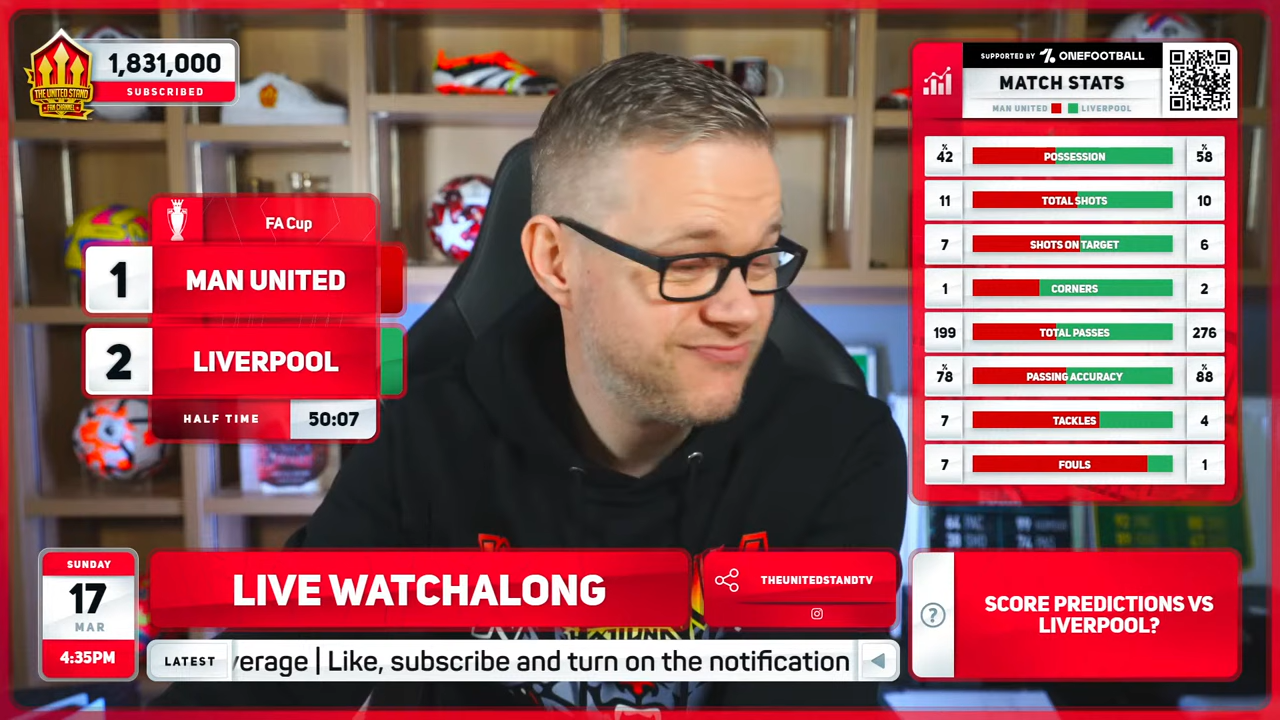 THE UNITED STAND
FAN CHANNEL
1,831,000
SUBSCRIBED
FA Cup
1 MAN UNITED
2 LIVERPOOL
HALF TIME 50:07
SUPPORTED BY ONEFOOTBALL
MATCH STATS
MAN UNITED LIVERPOOL
% %
42 POSSESSION 58
11 TOTAL SHOTS 10
7 SHOTS ON TARGET 6
1 CORNERS 2
199 TOTAL PASSES 276
% %
78 PASSING ACCURACY 88
7 TACKLES 4
7 FOULS 1
SUNDAY
17
MAR
4:35PM
LIVE WATCHALONG
THEUNITEDSTANDTV
LATEST verage | Like, subscribe and turn on the notification
?
SCORE PREDICTIONS VS
LIVERPOOL?